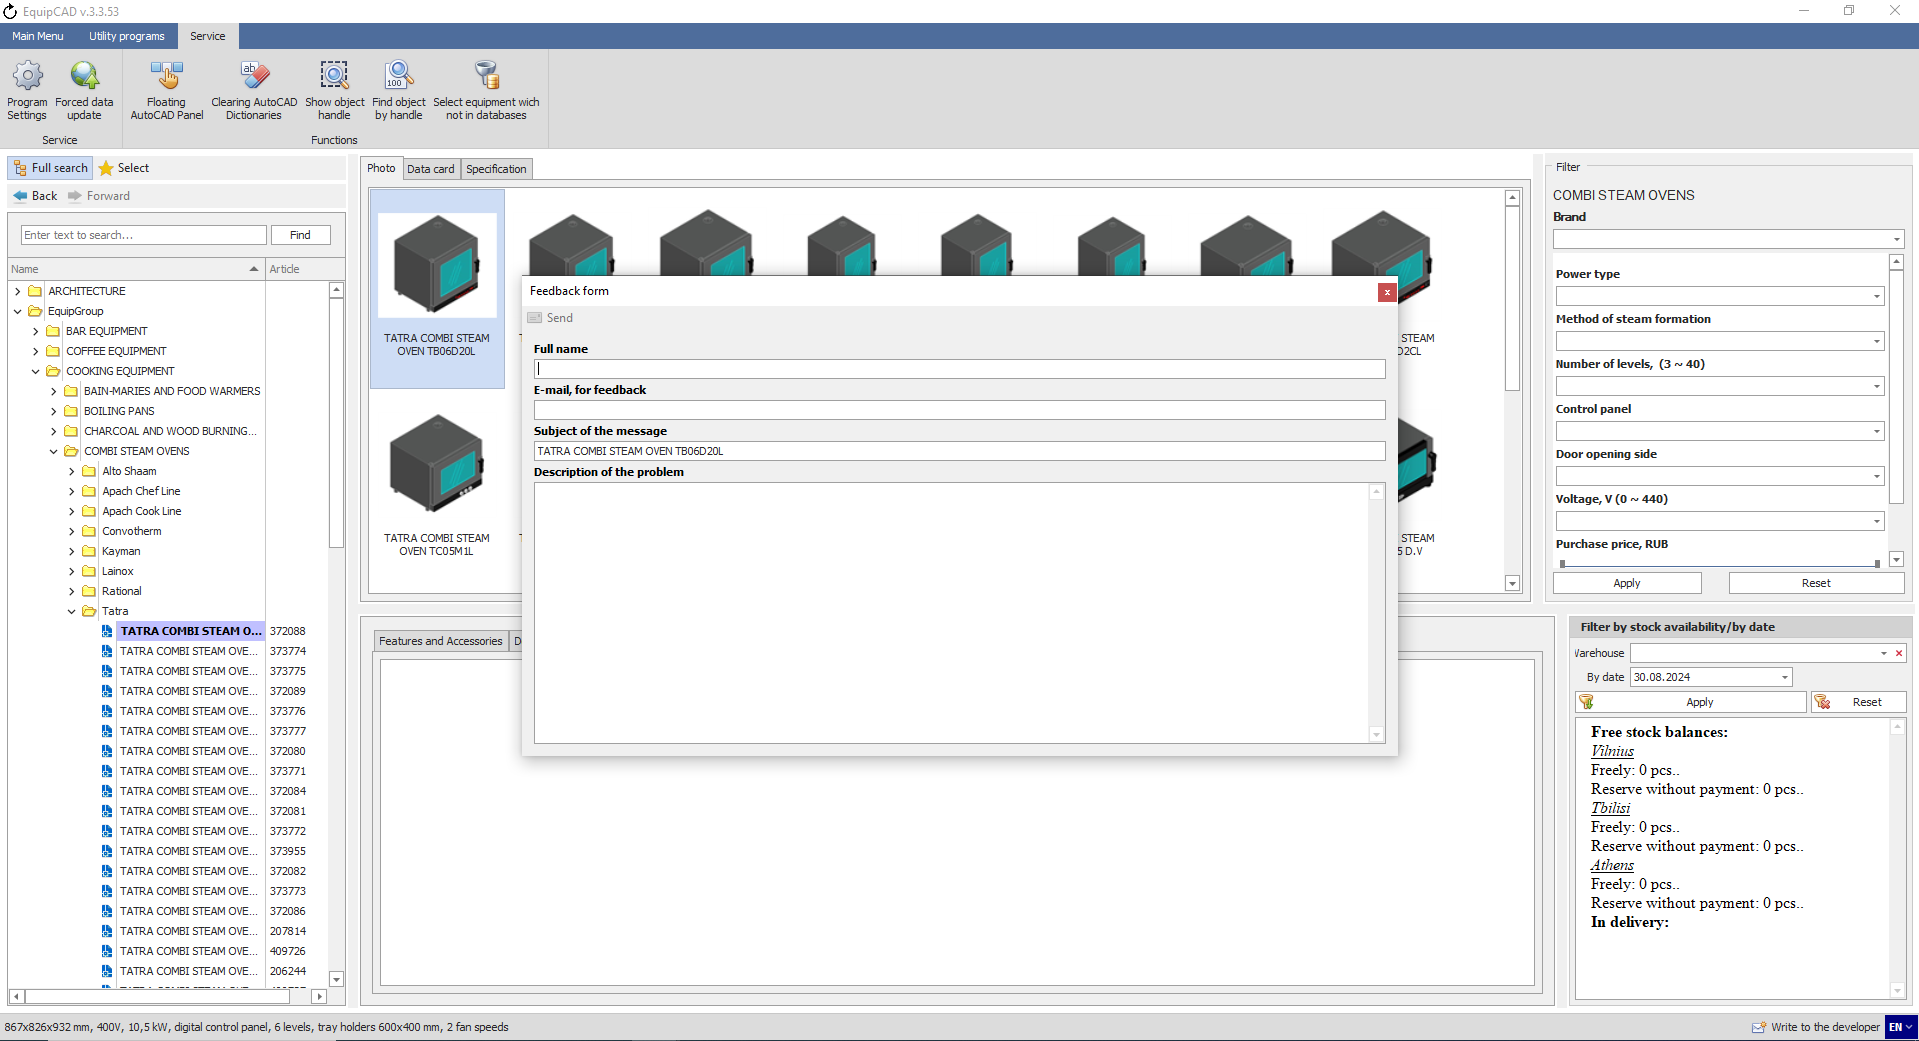 EquipCAD v.3.3.53
Main Menu
Utility programs
Service
Program Settings
Forced data update
Floating AutoCAD Panel
Clearing AutoCAD Dictionaries
Show object handle
Find object by handle
Select equipment wich not in databases
Service
Functions
Full search
Select
Back
Forward
Enter text to search...
Find
Name
Article
ARCHITECTURE
EquipGroup
BAR EQUIPMENT
COFFEE EQUIPMENT
COOKING EQUIPMENT
BAIN-MARIES AND FOOD WARMERS
BOILING PANS
CHARCOAL AND WOOD BURNING...
COMBI STEAM OVENS
Alto Shaam
Apach Chef Line
Apach Cook Line
Convotherm
Kayman
Lainox
Rational
Tatra
TATRA COMBI STEAM O... 372088
TATRA COMBI STEAM OVE... 373774
TATRA COMBI STEAM OVE... 373775
TATRA COMBI STEAM OVE... 372089
TATRA COMBI STEAM OVE... 373776
TATRA COMBI STEAM OVE... 373777
TATRA COMBI STEAM OVE... 372080
TATRA COMBI STEAM OVE... 373771
TATRA COMBI STEAM OVE... 372084
TATRA COMBI STEAM OVE... 372081
TATRA COMBI STEAM OVE... 373772
TATRA COMBI STEAM OVE... 373955
TATRA COMBI STEAM OVE... 372082
TATRA COMBI STEAM OVE... 373773
TATRA COMBI STEAM OVE... 372086
TATRA COMBI STEAM OVE... 207814
TATRA COMBI STEAM OVE... 409726
TATRA COMBI STEAM OVE... 206244
Photo
Data card
Specification
TATRA COMBI STEAM
OVEN TB06D20L
STEAM
D2CL
TATRA COMBI STEAM
OVEN TC05M1L
STEAM
5 D.V
Feedback form
Send
Full name
E-mail, for feedback
Subject of the message
TATRA COMBI STEAM OVEN TB06D20L
Description of the problem
Features and Accessories
D
Filter
COMBI STEAM OVENS
Brand
Power type
Method of steam formation
Number of levels, (3 ~ 40)
Control panel
Door opening side
Voltage, V (0 ~ 440)
Purchase price, RUB
Apply
Reset
Filter by stock availability/by date
Warehouse
By date 30.08.2024
Apply
Reset
Free stock balances:
Vilnius
Freely: 0 pcs..
Reserve without payment: 0 pcs..
Tbilisi
Freely: 0 pcs..
Reserve without payment: 0 pcs..
Athens
Freely: 0 pcs..
Reserve without payment: 0 pcs..
In delivery:
867x826x932 mm, 400V, 10,5 kW, digital control panel, 6 levels, tray holders 600x400 mm, 2 fan speeds
Write to the developer
EN